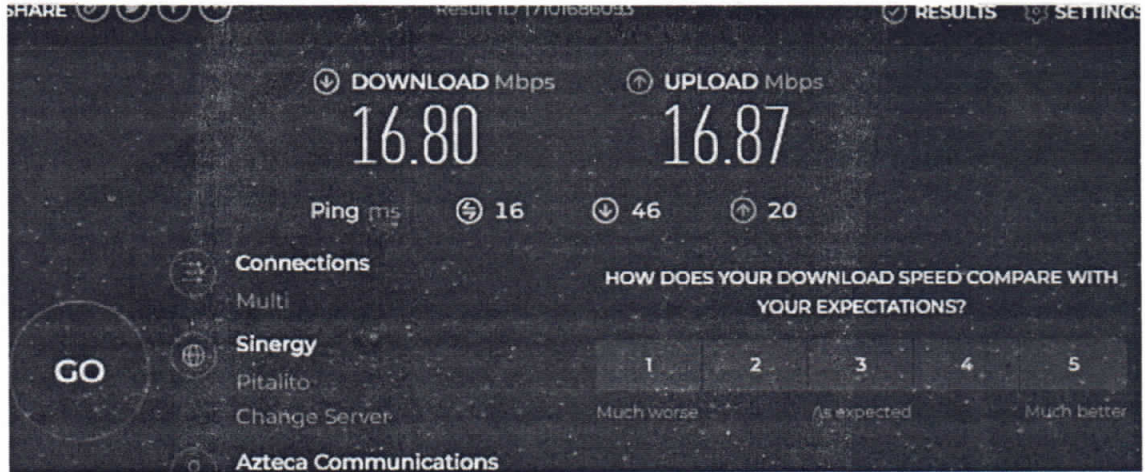 SHARE RESULTS SETTINGS
DOWNLOAD Mbps UPLOAD Mbps
16.80 16.87
Ping ms 16 46 20
Connections
Multi
HOW DOES YOUR DOWNLOAD SPEED COMPARE WITH
YOUR EXPECTATIONS?
Sinergy
Pitalito
Change Server
GO
1 2 3 4 5
Much worse As expected Much better
Azteca Communications